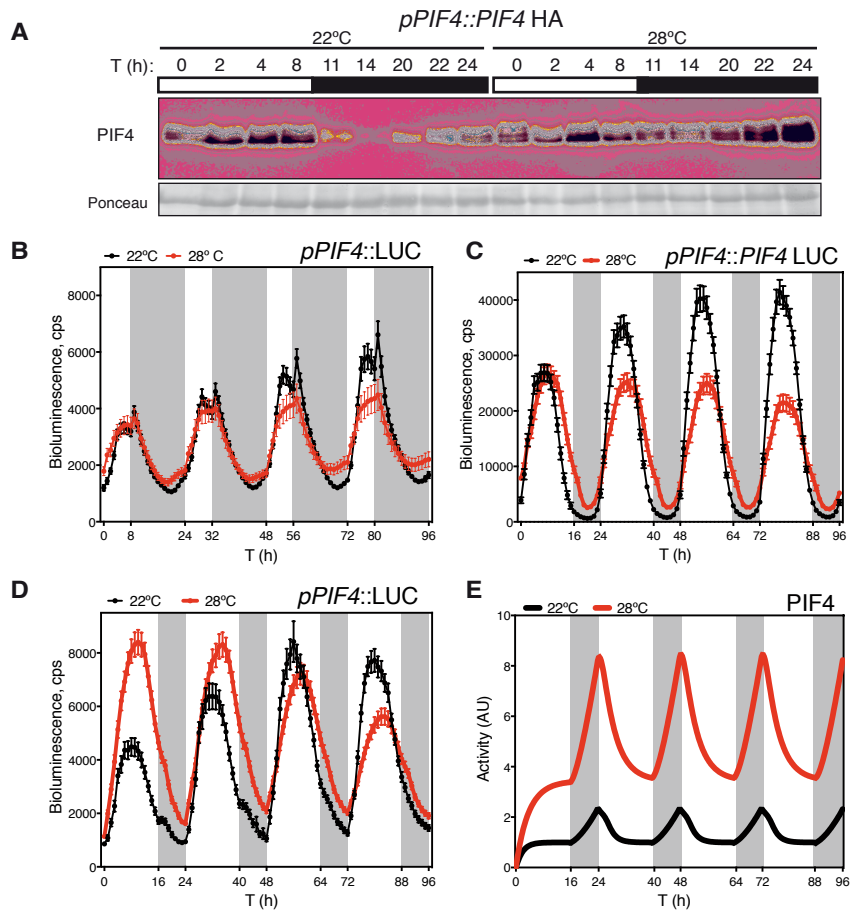 A
pPIF4::PIF4 HA
22ºC 28ºC
T (h): 0 2 4 8 11 14 20 22 24 0 2 4 8 11 14 20 22 24
PIF4
Ponceau
B
22ºC 28º C
pPIF4::LUC
Bioluminescence, cps
8000
6000
4000
2000
0
0 8 24 32 48 56 72 80 96
T (h)
C
pPIF4::PIF4 LUC
22ºC 28ºC
Bioluminescence, cps
40000
30000
20000
10000
0
0 16 24 40 48 64 72 88 96
T (h)
D
22ºC 28ºC
pPIF4::LUC
Bioluminescence, cps
8000
6000
4000
2000
0
0 16 24 40 48 64 72 88 96
T (h)
E
22ºC 28ºC
PIF4
Activity (AU)
10
8
6
4
2
0
0 16 24 40 48 64 72 88 96
T (h)